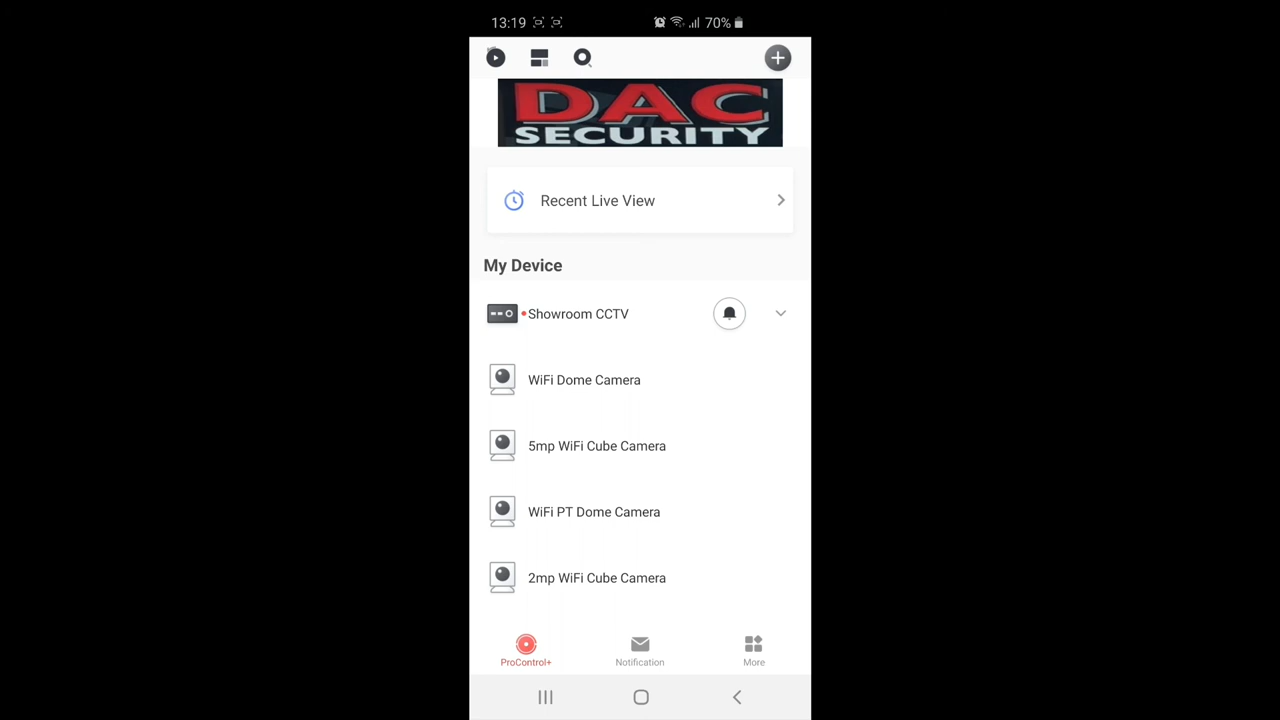 13:19 70%
DAC
SECURITY
Recent Live View
My Device
Showroom CCTV
WiFi Dome Camera
5mp WiFi Cube Camera
WiFi PT Dome Camera
2mp WiFi Cube Camera
ProControl+ Notification More